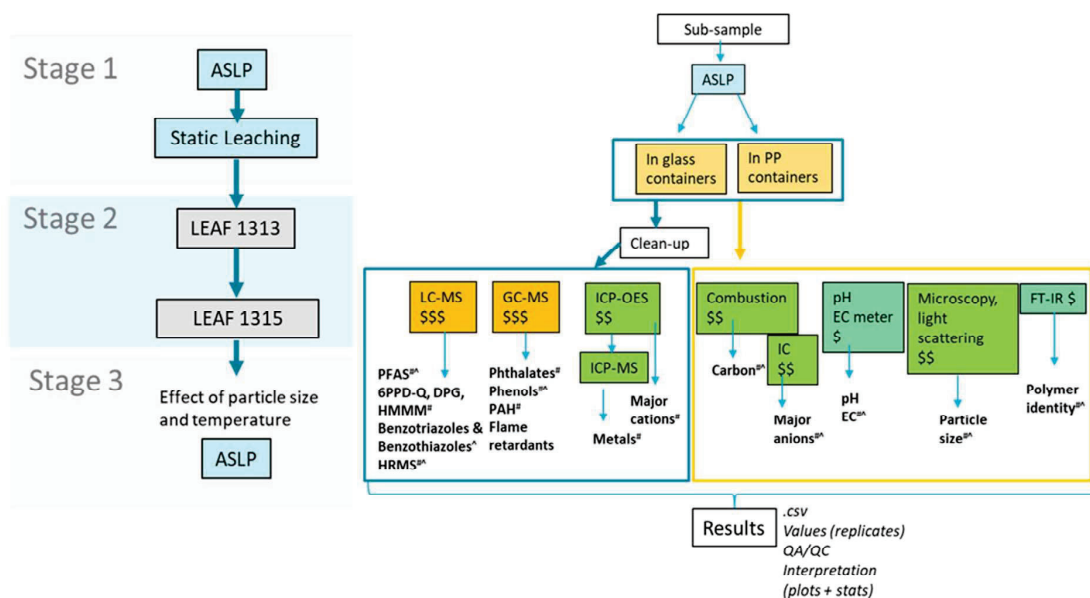 Stage 1
ASLP
Static Leaching
Stage 2
LEAF 1313
LEAF 1315
Stage 3
Effect of particle size
and temperature
ASLP
Sub-sample
ASLP
In glass
containers
In PP
containers
Clean-up
LC-MS
$$$
GC-MS
$$$
ICP-OES
$$
ICP-MS
PFAS#^
6PPD-Q, DPG,
HMMM#
Benzotriazoles &
Benzothiazoles^
HRMS#^
Phthalates#
Phenols#^
PAH#
Flame
retardants
Metals#
Major
cations#
Combustion
$$
IC
$$
pH
EC meter
$
Microscopy,
light
scattering
$$
FT-IR $
Carbon#^
Major
anions#^
pH
EC#^
Particle
size#^
Polymer
identity#^
Results
.csv
Values (replicates)
QA/QC
Interpretation
(plots + stats)